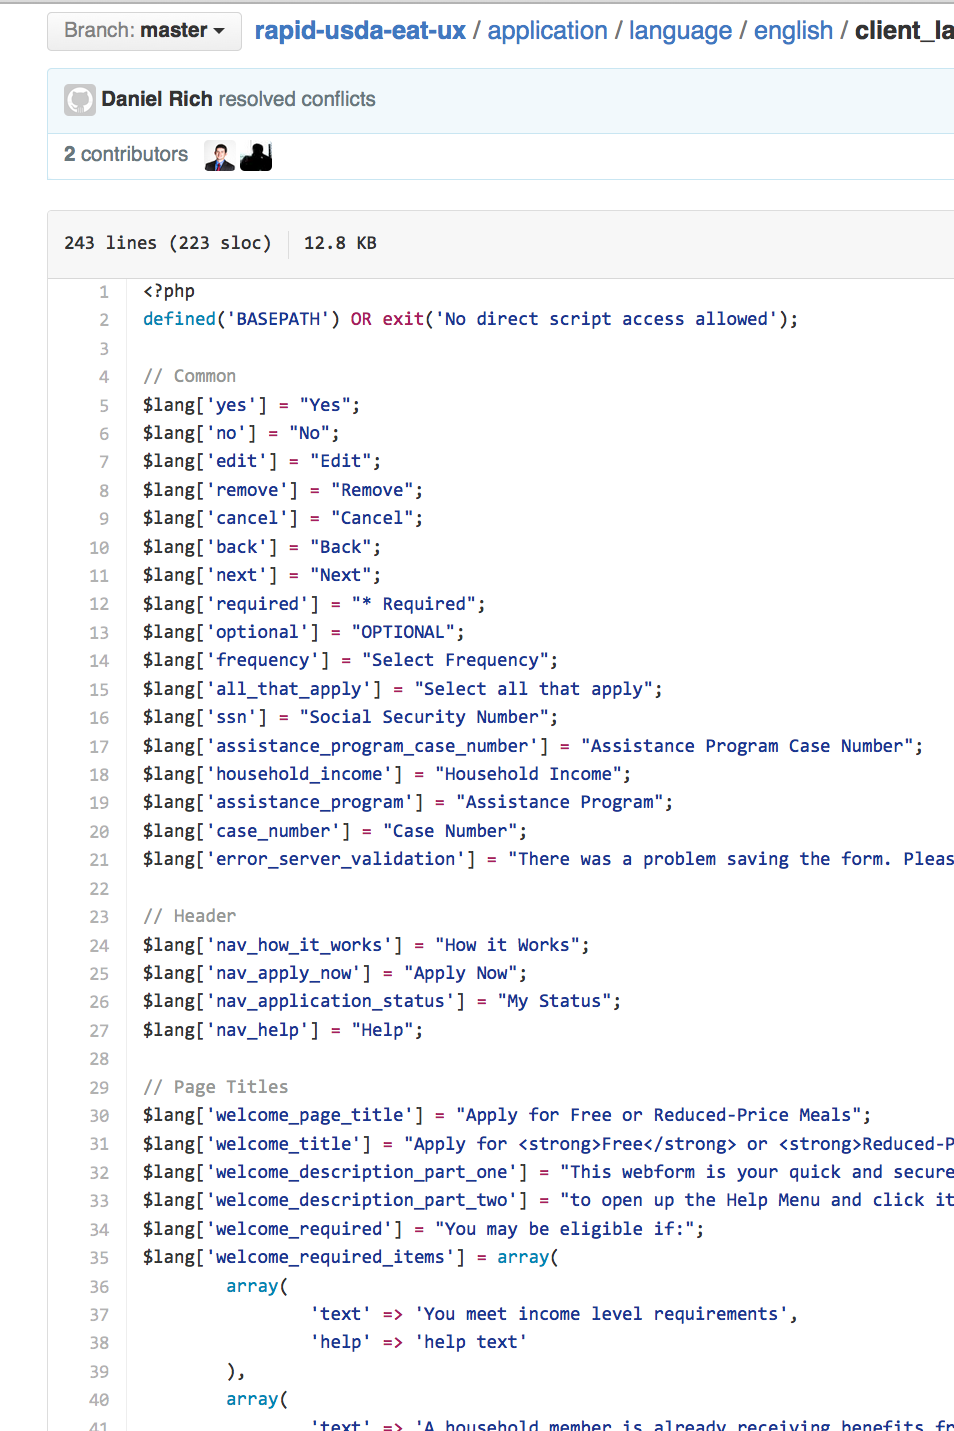 Branch: master rapid-usda-eat-ux / application / language / english / client_la
Daniel Rich resolved conflicts
2 contributors
243 lines (223 sloc) 12.8 KB
1 <?php
2 defined('BASEPATH') OR exit('No direct script access allowed');
3
4 // Common
5 $lang['yes'] = "Yes";
6 $lang['no'] = "No";
7 $lang['edit'] = "Edit";
8 $lang['remove'] = "Remove";
9 $lang['cancel'] = "Cancel";
10 $lang['back'] = "Back";
11 $lang['next'] = "Next";
12 $lang['required'] = "* Required";
13 $lang['optional'] = "OPTIONAL";
14 $lang['frequency'] = "Select Frequency";
15 $lang['all_that_apply'] = "Select all that apply";
16 $lang['ssn'] = "Social Security Number";
17 $lang['assistance_program_case_number'] = "Assistance Program Case Number";
18 $lang['household_income'] = "Household Income";
19 $lang['assistance_program'] = "Assistance Program";
20 $lang['case_number'] = "Case Number";
21 $lang['error_server_validation'] = "There was a problem saving the form. Pleas
22
23 // Header
24 $lang['nav_how_it_works'] = "How it Works";
25 $lang['nav_apply_now'] = "Apply Now";
26 $lang['nav_application_status'] = "My Status";
27 $lang['nav_help'] = "Help";
28
29 // Page Titles
30 $lang['welcome_page_title'] = "Apply for Free or Reduced-Price Meals";
31 $lang['welcome_title'] = "Apply for <strong>Free</strong> or <strong>Reduced-P
32 $lang['welcome_description_part_one'] = "This webform is your quick and secure
33 $lang['welcome_description_part_two'] = "to open up the Help Menu and click it
34 $lang['welcome_required'] = "You may be eligible if:";
35 $lang['welcome_required_items'] = array(
36 array(
37 'text' => 'You meet income level requirements',
38 'help' => 'help text'
39 ),
40 array(
41 'text' => 'A household member is already receiving benefits fr